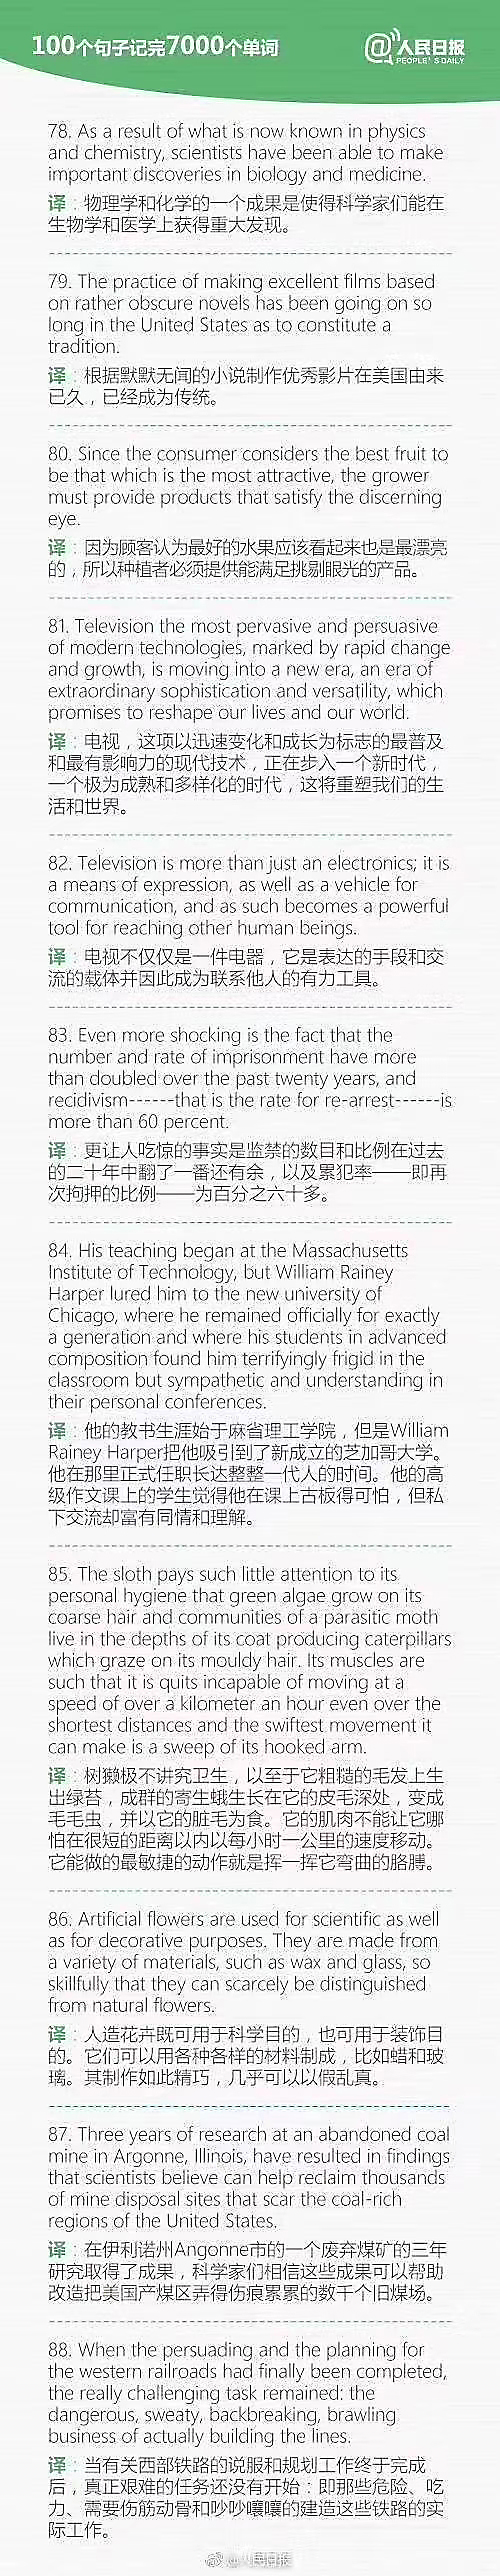 100个句子记完7000个单词
@人民日报
PEOPLE'S DAILY
78. As a result of what is now known in physics
and chemistry, scientists have been able to make
important discoveries in biology and medicine.
译：物理学和化学的一个成果是使得科学家们能在
生物学和医学上获得重大发现。
79. The practice of making excellent films based
on rather obscure novels has been going on so
long in the United States as to constitute a
tradition.
译：根据默默无闻的小说制作优秀影片在美国由来
已久，已经成为传统。
80. Since the consumer considers the best fruit to
be that which is the most attractive, the grower
must provide products that satisfy the discerning
eye.
译：因为顾客认为最好的水果应该看起来也是最漂亮
的，所以种植者必须提供能满足挑剔眼光的产品。
81. Television the most pervasive and persuasive
of modern technologies, marked by rapid change
and growth, is moving into a new era, an era of
extraordinary sophistication and versatility, which
promises to reshape our lives and our world.
译：电视，这项以迅速变化和成长为标志的最普及
和最有影响力的现代技术，正在步入一个新时代，
一个极为成熟和多样化的时代，这将重塑我们的生
活和世界。
82. Television is more than just an electronics; it is
a means of expression, as well as a vehicle for
communication, and as such becomes a powerful
tool for reaching other human beings.
译：电视不仅仅是一件电器，它是表达的手段和交
流的载体并因此成为联系他人的有力工具。
83. Even more shocking is the fact that the
number and rate of imprisonment have more
than doubled over the past twenty years, and
recidivism------that is the rate for re-arrest------is
more than 60 percent.
译：更让人吃惊的事实是监禁的数目和比例在过去
的二十年中翻了一番还有余，以及累犯率——即再
次拘押的比例——为百分之六十多。
84. His teaching began at the Massachusetts
Institute of Technology, but William Rainey
Harper lured him to the new university of
Chicago, where he remained officially for exactly
a generation and where his students in advanced
composition found him terrifyingly frigid in the
classroom but sympathetic and understanding in
their personal conferences.
译：他的教书生涯始于麻省理工学院，但是William
Rainey Harper把他吸引到了新成立的芝加哥大学。
他在那里正式任职长达整整一代人的时间。他的高
级作文课上的学生觉得他在课上古板得可怕，但私
下交流却富有同情和理解。
85. The sloth pays such little attention to its
personal hygiene that green algae grow on its
coarse hair and communities of a parasitic moth
live in the depths of its coat producing caterpillars
which graze on its mouldy hair. Its muscles are
such that it is quits incapable of moving at a
speed of over a kilometer an hour even over the
shortest distances and the swiftest movement it
can make is a sweep of its hooked arm.
译：树獭极不讲究卫生，以至于它粗糙的毛发上生
出绿苔，成群的寄生蛾生长在它的皮毛深处，变成
毛毛虫，并以它的脏毛为食。它的肌肉不能让它哪
怕在很短的距离以内以每小时一公里的速度移动。
它能做的最敏捷的动作就是挥一挥它弯曲的胳膊。
86. Artificial flowers are used for scientific as well
as for decorative purposes. They are made from
a variety of materials, such as wax and glass, so
skillfully that they can scarcely be distinguished
from natural flowers.
译：人造花卉既可用于科学目的，也可用于装饰目
的。它们可以用各种各样的材料制成，比如蜡和玻
璃。其制作如此精巧，几乎可以以假乱真。
87. Three years of research at an abandoned coal
mine in Argonne, Illinois, have resulted in findings
that scientists believe can help reclaim thousands
of mine disposal sites that scar the coal-rich
regions of the United States.
译：在伊利诺州Angonne市的一个废弃煤矿的三年
研究取得了成果，科学家们相信这些成果可以帮助
改造把美国产煤区弄得伤痕累累的数千个旧煤场。
88. When the persuading and the planning for
the western railroads had finally been completed,
the really challenging task remained: the
dangerous, sweaty, backbreaking, brawling
business of actually building the lines.
译：当有关西部铁路的说服和规划工作终于完成
后，真正艰难的任务还没有开始：即那些危险、吃
力、需要伤筋动骨和吵吵嚷嚷的建造这些铁路的实
际工作。
@人民日报